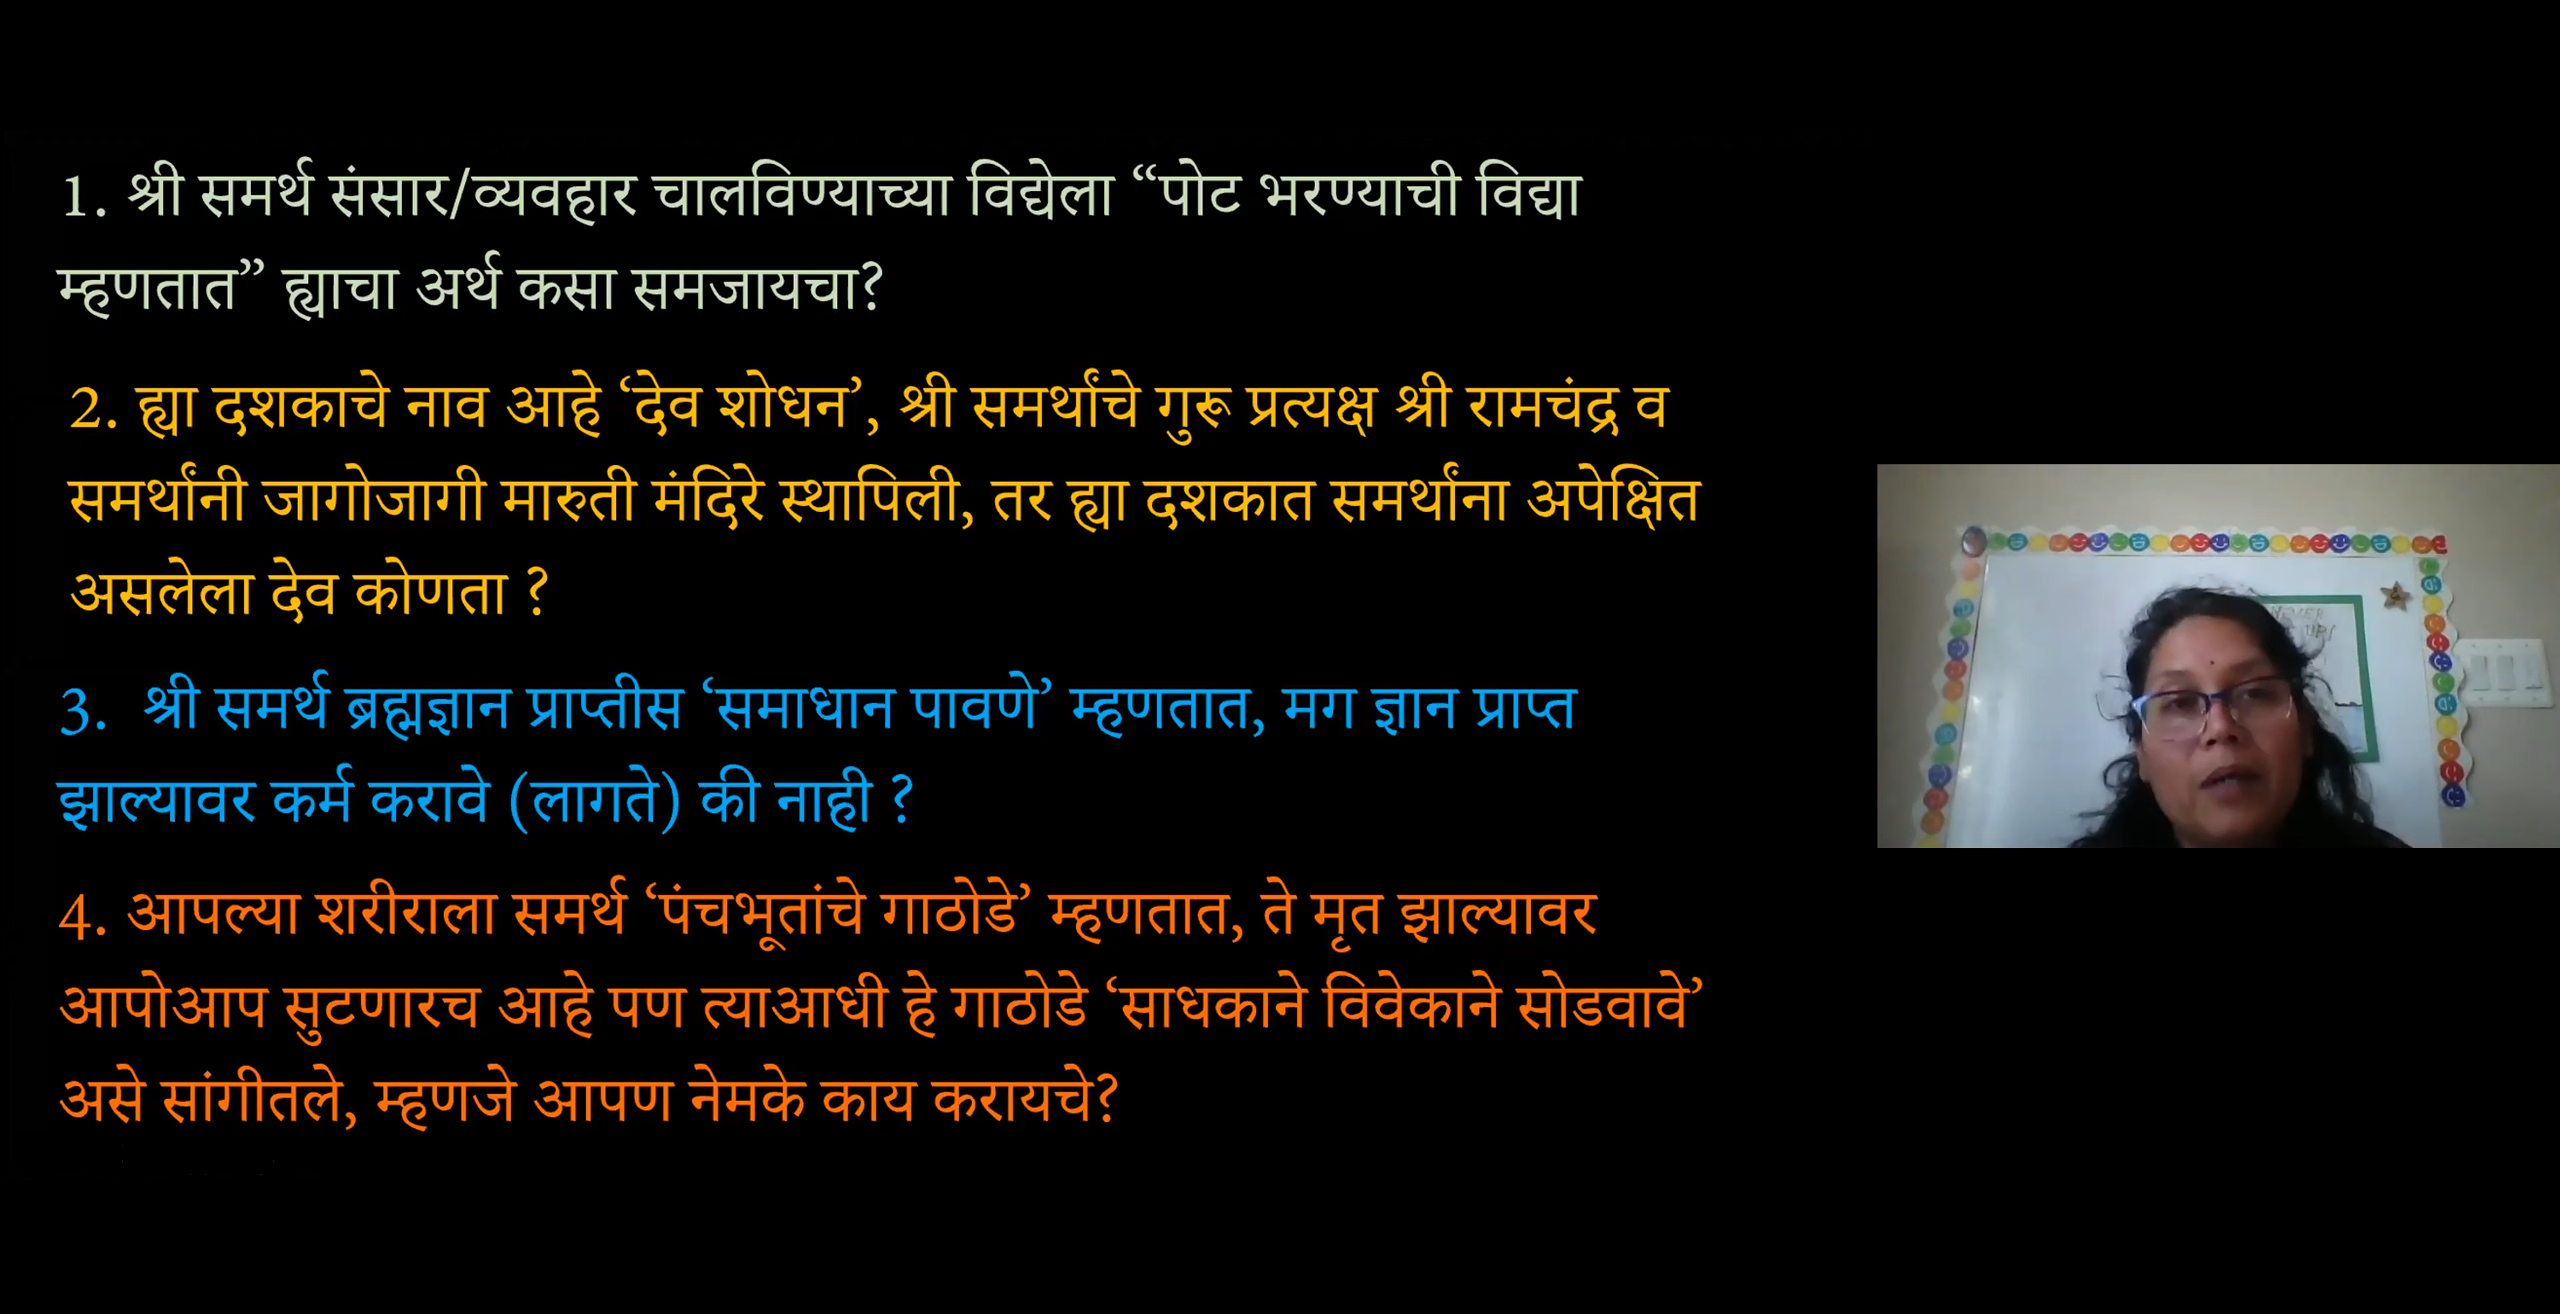 1. श्री समर्थ संसार/व्यवहार चालविण्याच्या विद्येला “पोट भरण्याची विद्या
म्हणतात” ह्याचा अर्थ कसा समजायचा?
2. ह्या दशकाचे नाव आहे ‘देव शोधन’, श्री समर्थांचे गुरू प्रत्यक्ष श्री रामचंद्र व
समर्थांनी जागोजागी मारुती मंदिरे स्थापिली, तर ह्या दशकात समर्थांना अपेक्षित
असलेला देव कोणता ?
3. श्री समर्थ ब्रह्मज्ञान प्राप्तीस ‘समाधान पावणे’ म्हणतात, मग ज्ञान प्राप्त
झाल्यावर कर्म करावे (लागते) की नाही ?
4. आपल्या शरीराला समर्थ ‘पंचभूतांचे गाठोडे’ म्हणतात, ते मृत झाल्यावर
आपोआप सुटणारच आहे पण त्याआधी हे गाठोडे ‘साधकाने विवेकाने सोडवावे’
असे सांगीतले, म्हणजे आपण नेमके काय करायचे?
NEVER
UP!